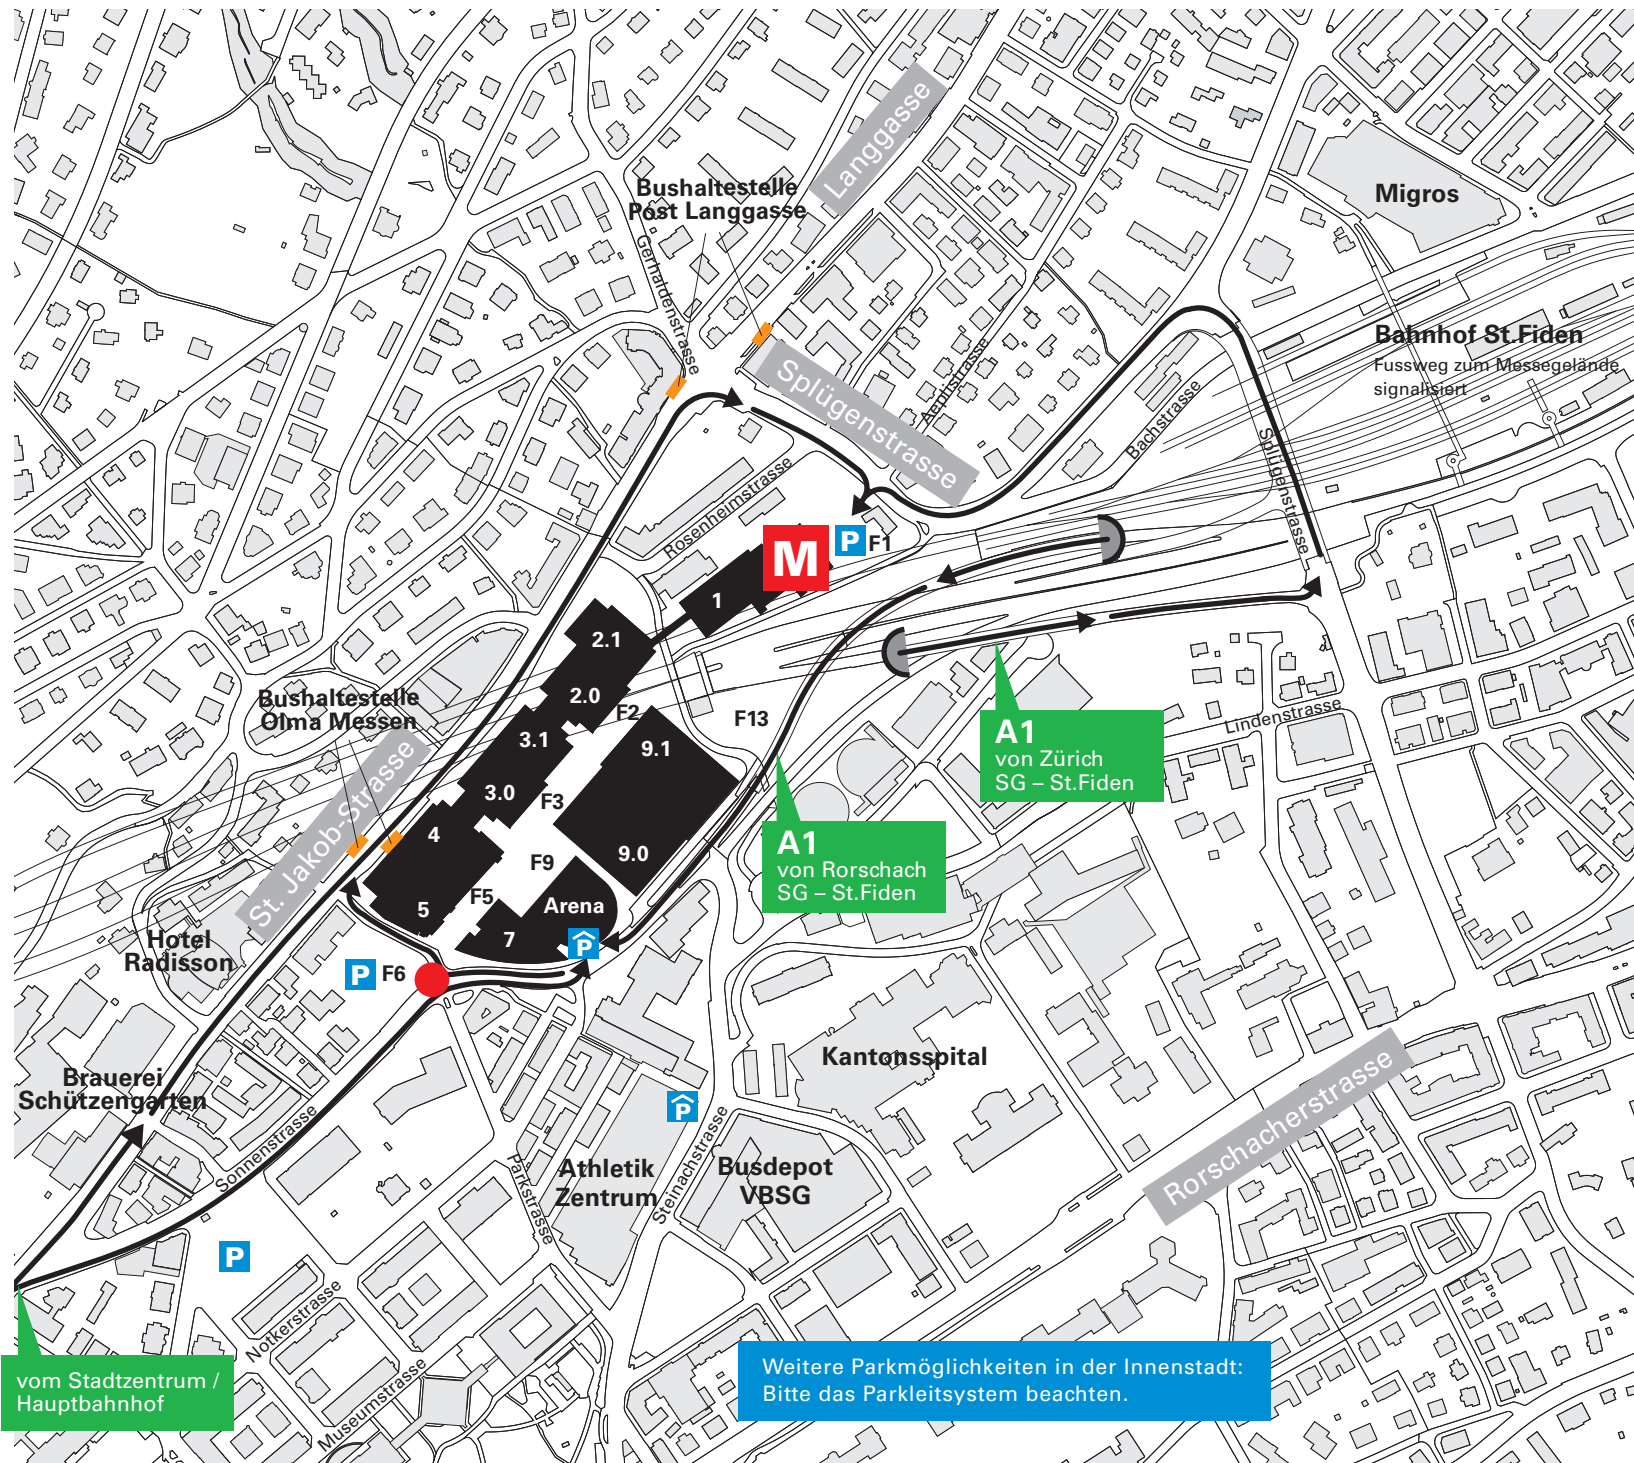 Langgasse
Migros
Bushaltestelle
Post Langgasse
Gerhaldenstrasse
Bahnhof St.Fiden
Fussweg zum Messegelände
signalisiert
Splügenstrasse
Aepplistrasse
Bachstrasse
Splügenstrasse
Rosenheimstrasse
M
P F1
1
2.1
2.0
F2
3.1
9.1
F13
3.0
F3
4
9.0
F9
F5
5
Arena
7
P
Bushaltestelle
Olma Messen
St. Jakob-Strasse
Lindenstrasse
A1
von Zürich
SG – St.Fiden
A1
von Rorschach
SG – St.Fiden
Hotel
Radisson
P F6
Kantonsspital
Brauerei
Schützengarten
P
Rorschacherstrasse
Sonnenstrasse
Parkstrasse
Athletik
Zentrum
Steinachstrasse
Busdepot
VBSG
P
Notkerstrasse
Museumstrasse
vom Stadtzentrum /
Hauptbahnhof
Weitere Parkmöglichkeiten in der Innenstadt:
Bitte das Parkleitsystem beachten.